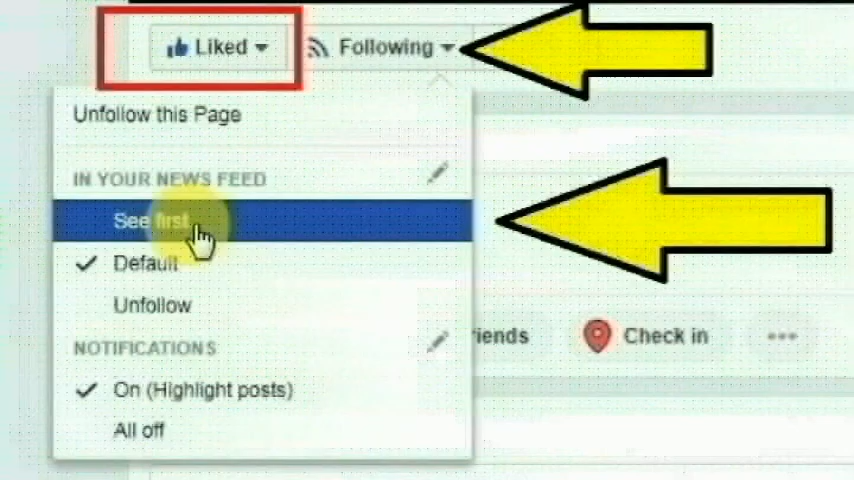 Liked Following
Unfollow this Page
IN YOUR NEWS FEED
See first
Default
Unfollow
riends Check in
NOTIFICATIONS
On (Highlight posts)
All off